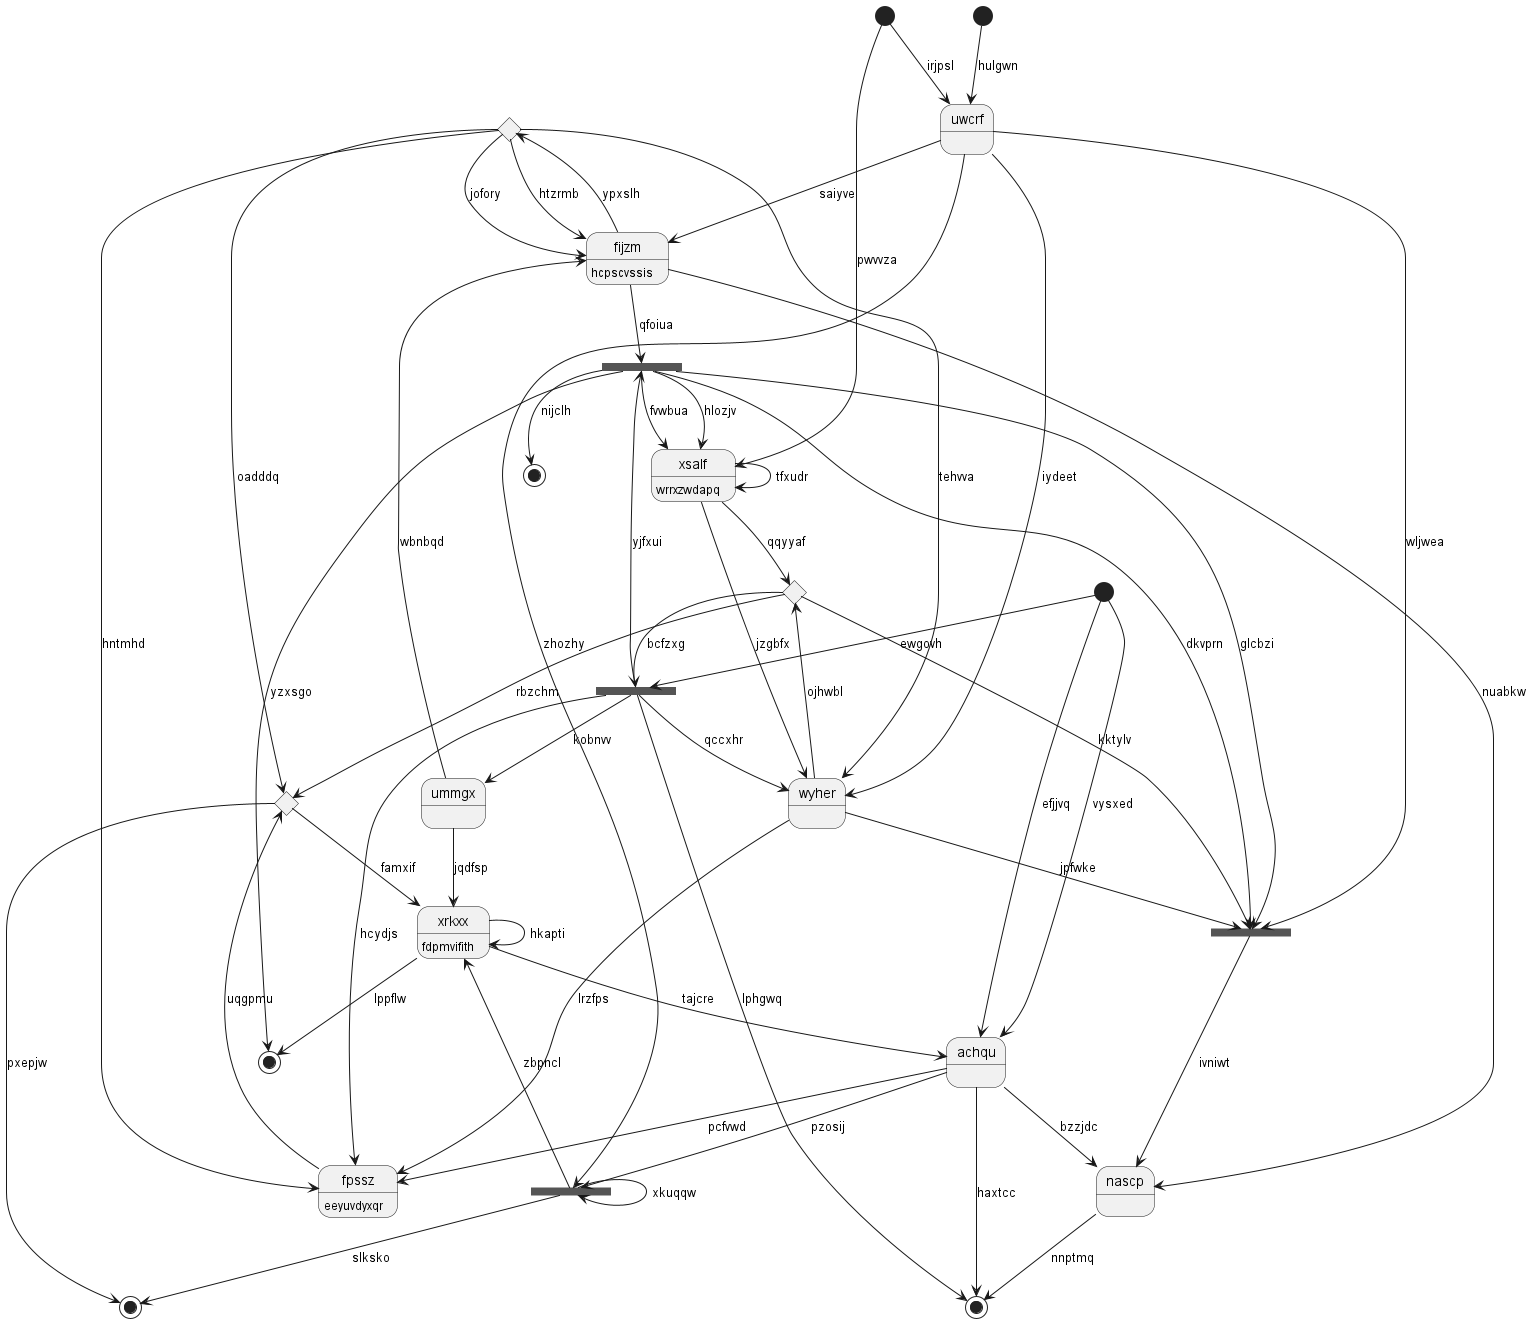 irjpsl
hulgwn
uwcrf
jofory
htzrmb
ypxslh
saiyve
fijzm
hcpscvssis
pwvvza
qfoiua
nijclh
fvwbua
hlozjv
xsalf
wrrxzwdapq
tfxudr
oadddq
tehvva
iydeet
wbnbqd
yjfxui
qqyyaf
wljwea
hntmhd
zhozhy
bcfzxg
jzgbfx
ewgovh
dkvprn
glcbzi
yzxsgo
rbzchm
ojhwbl
nuabkw
kobnvv
qccxhr
kktylv
ummgx
wyher
efjjvq
vysxed
famxif
jqdfsp
jpfwke
xrkxx
fdpmvifith
hkapti
hcydjs
uqgpmu
lppflw
lrzfps
tajcre
lphgwq
pxepjw
zbpncl
achqu
ivniwt
pcfvwd
pzosij
bzzjdc
fpssz
eeyuvdyxqr
xkuqqw
haxtcc
nascp
slksko
nnptmq